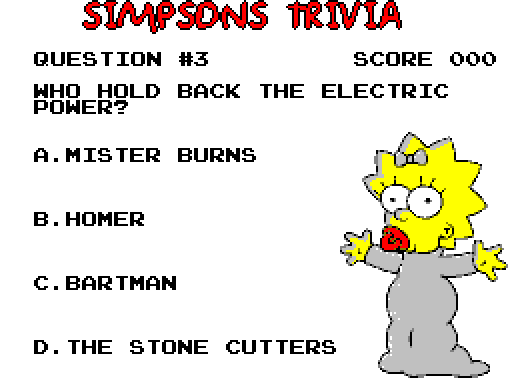 SIMPSONS TRIVIA
QUESTION #3 SCORE 000
WHO HOLD BACK THE ELECTRIC
POWER?
A.MISTER BURNS
B.HOMER
C.BARTMAN
D.THE STONE CUTTERS